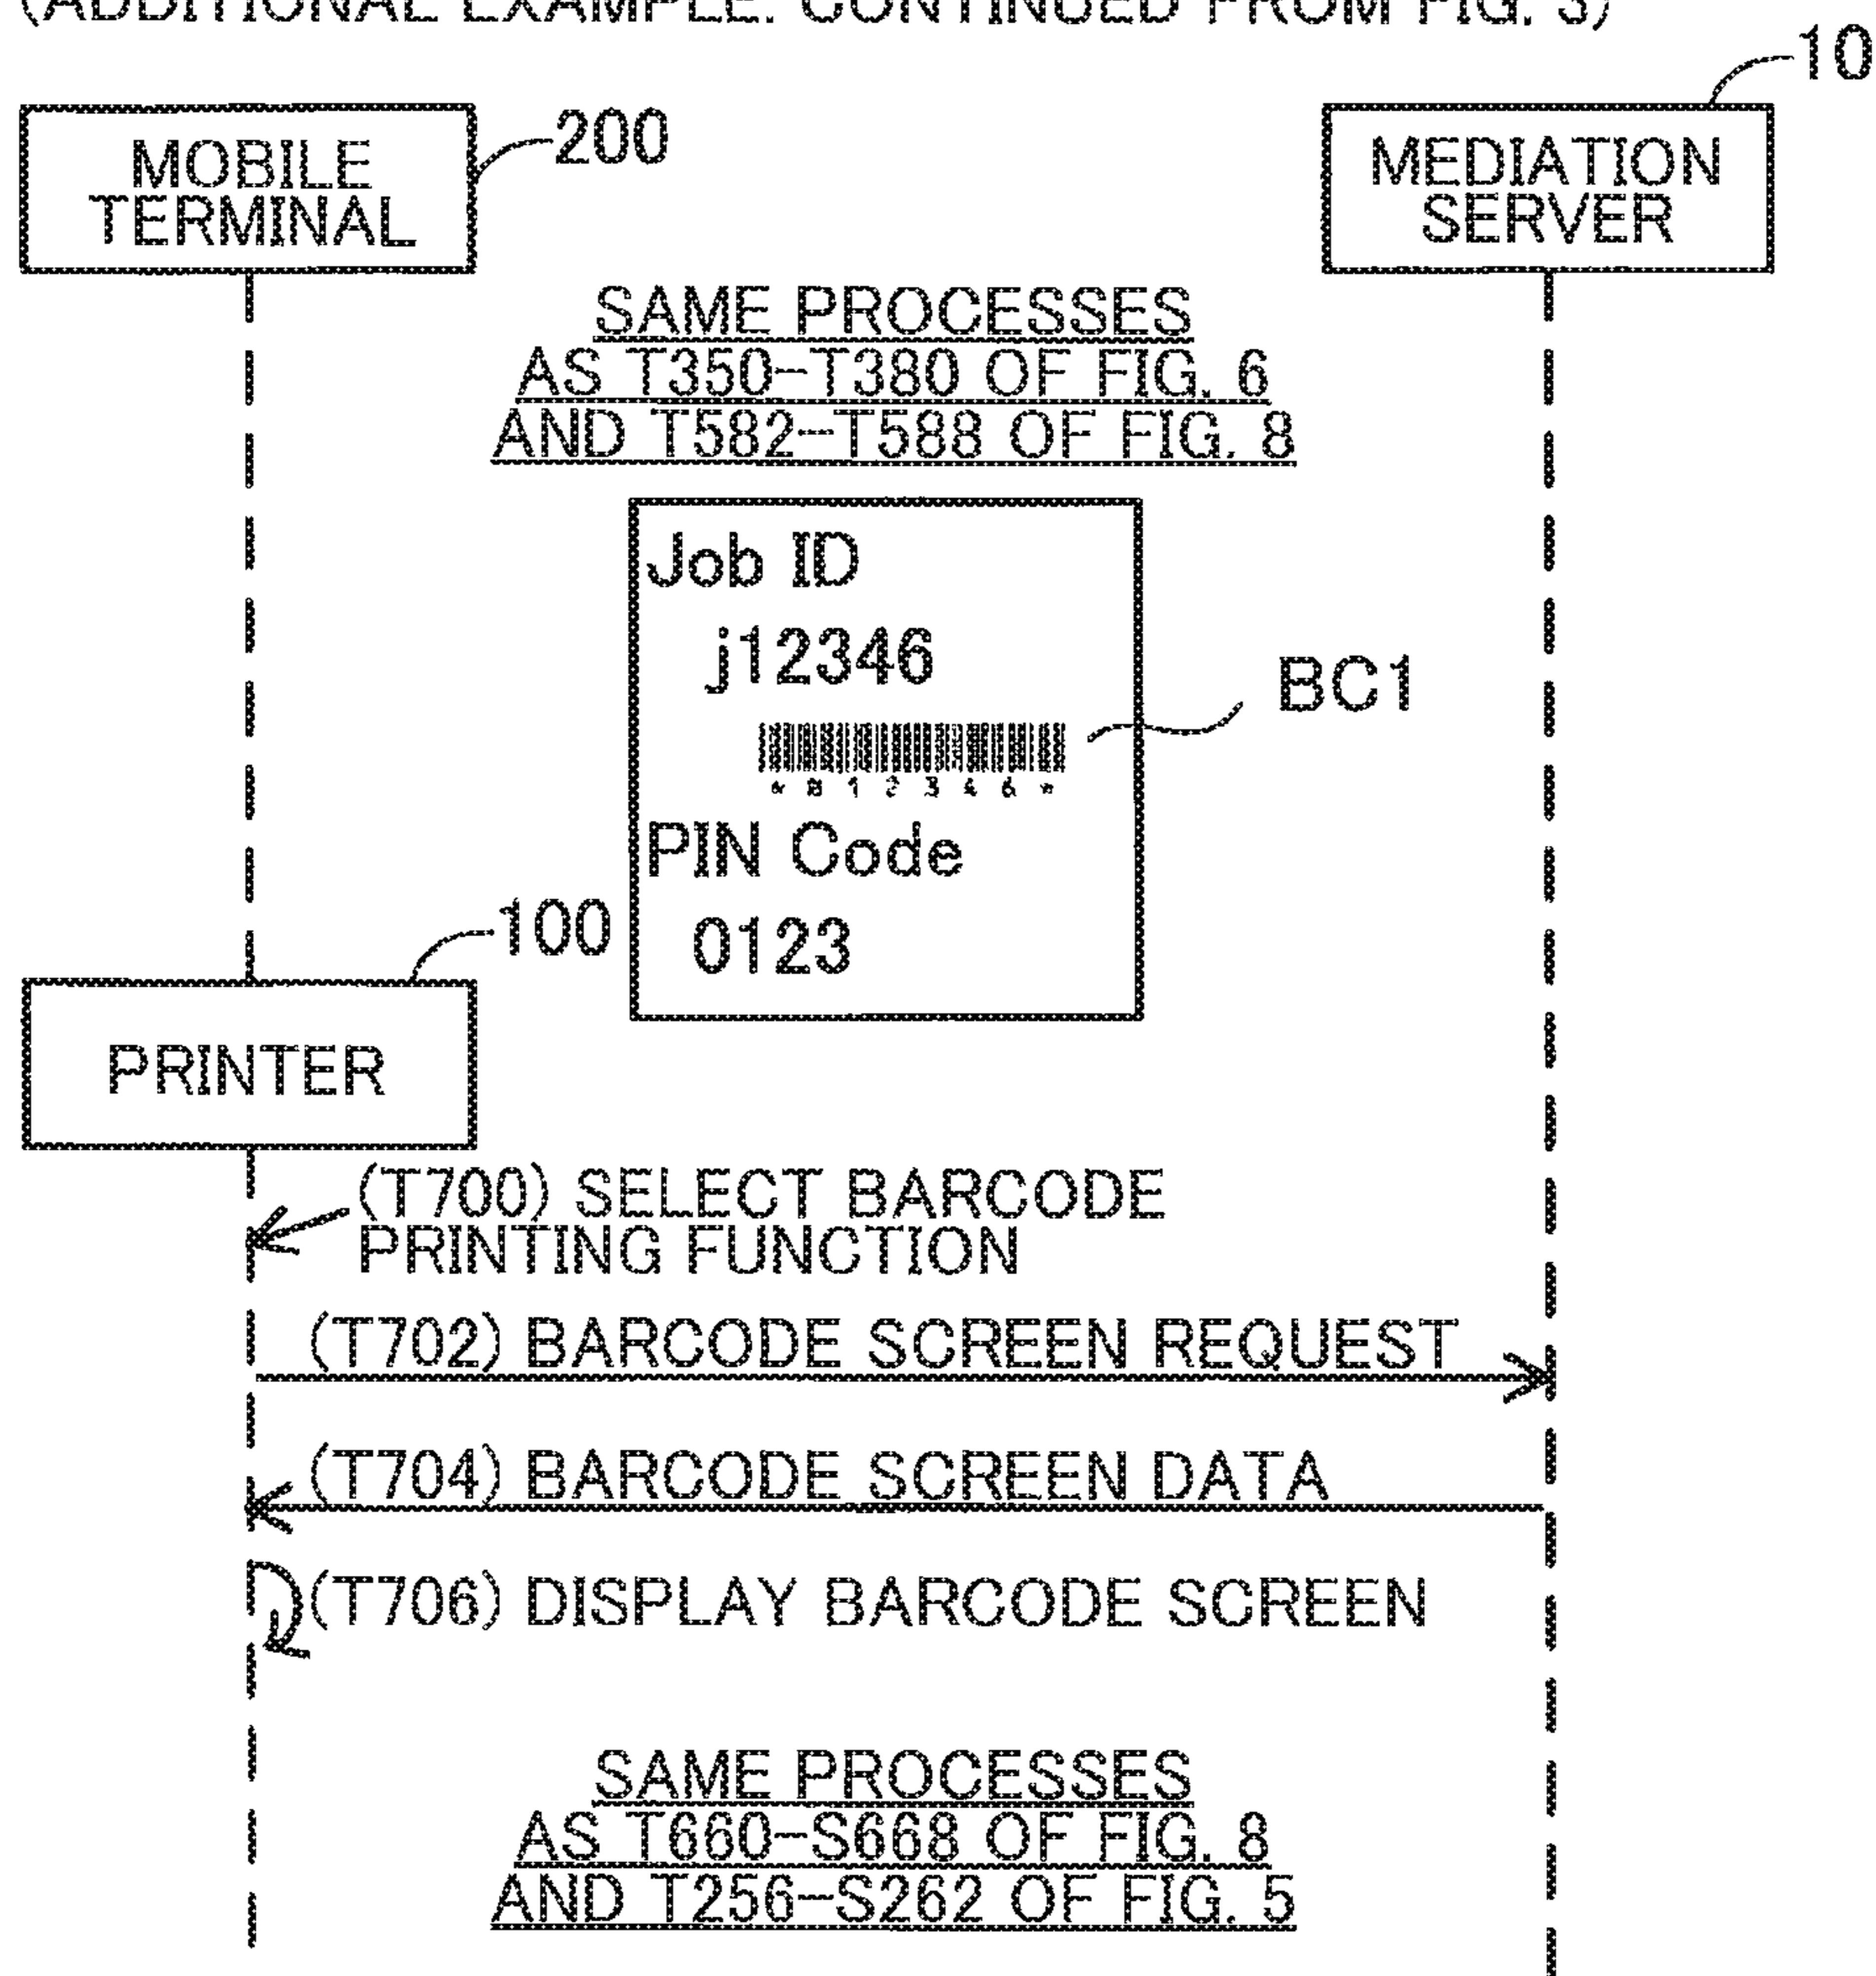 (ADDITIONAL EXAMPLE: CONTINUED FROM FIG. 3)
10
MOBILE
TERMINAL
200
MEDIATION
SERVER
SAME PROCESSES
AS T350-T380 OF FIG. 6
AND T582-T588 OF FIG. 8
Job ID
j12346
BC1
PIN Code
0123
100
PRINTER
(T700) SELECT BARCODE
PRINTING FUNCTION
(T702) BARCODE SCREEN REQUEST
(T704) BARCODE SCREEN DATA
(T706) DISPLAY BARCODE SCREEN
SAME PROCESSES
AS T660-S668 OF FIG. 8
AND T256-S262 OF FIG. 5